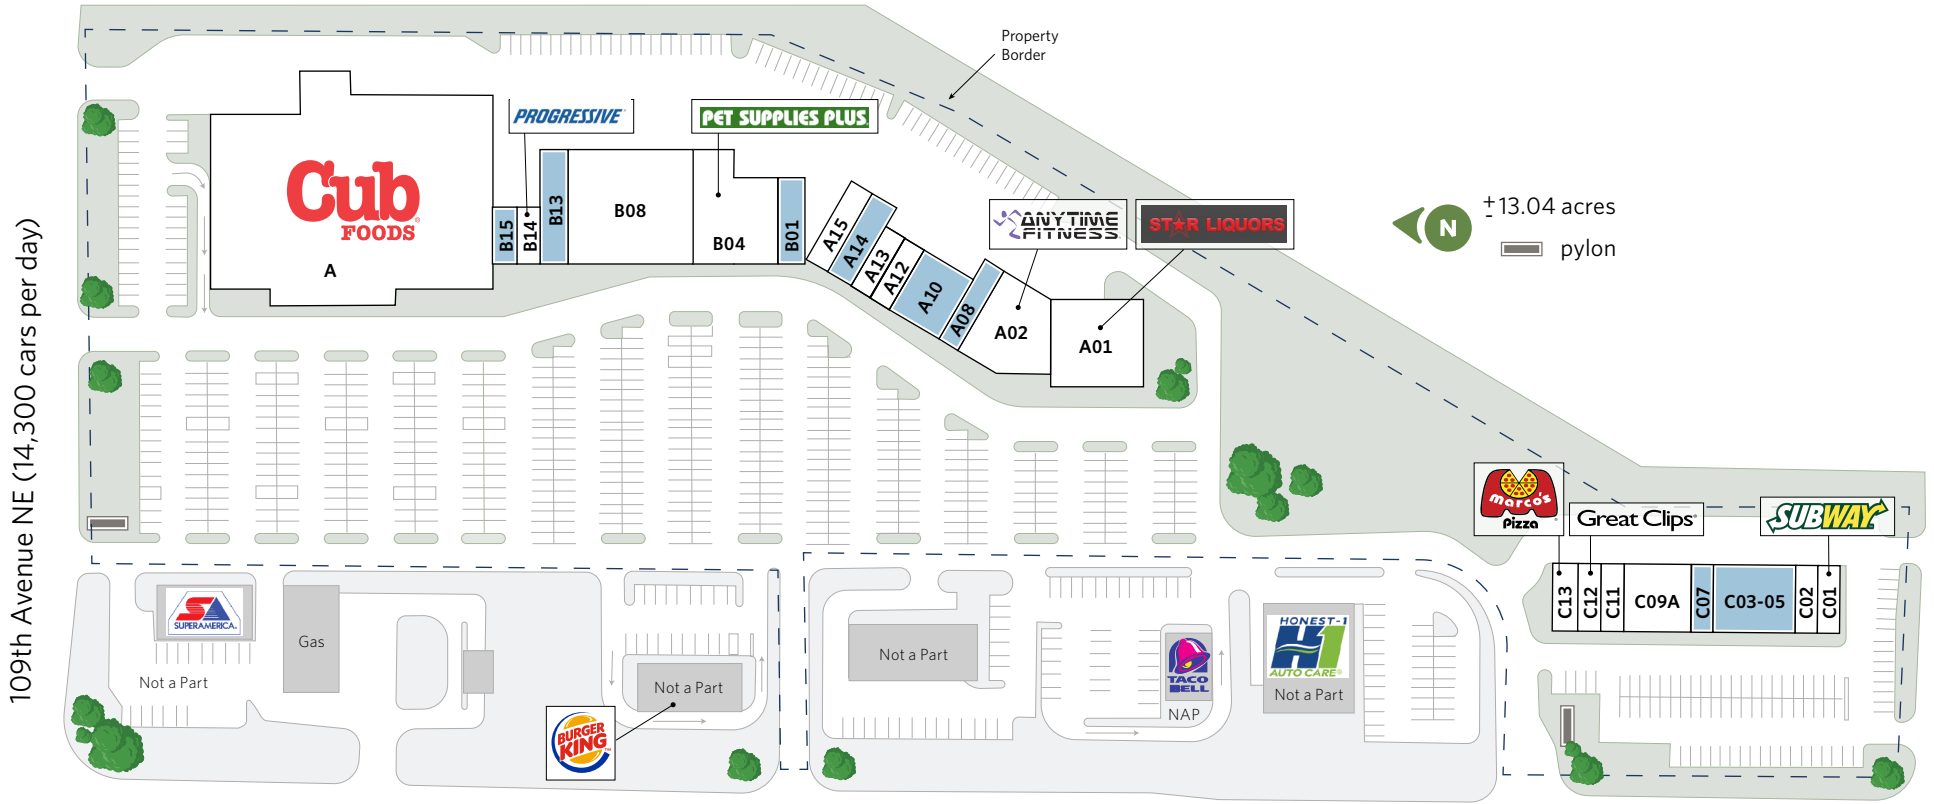 Property
Border
PROGRESSIVE
PET SUPPLIES PLUS
Cub
FOODS
A
B15
B14
B13
B08
B04
B01
A15
A14
A13
A12
A10
A08
A02
A01
ANYTIME
FITNESS
STAR LIQUORS
N
+
-13.04 acres
pylon
109th Avenue NE (14,300 cars per day)
marco's
Pizza
Great Clips
SUBWAY
C13
C12
C11
C09A
C07
C03-05
C02
C01
SUPERAMERICA
Not a Part
Gas
Not a Part
BURGER
KING
Not a Part
TACO
BELL
NAP
HONEST-1
H1
AUTO CARE
Not a Part